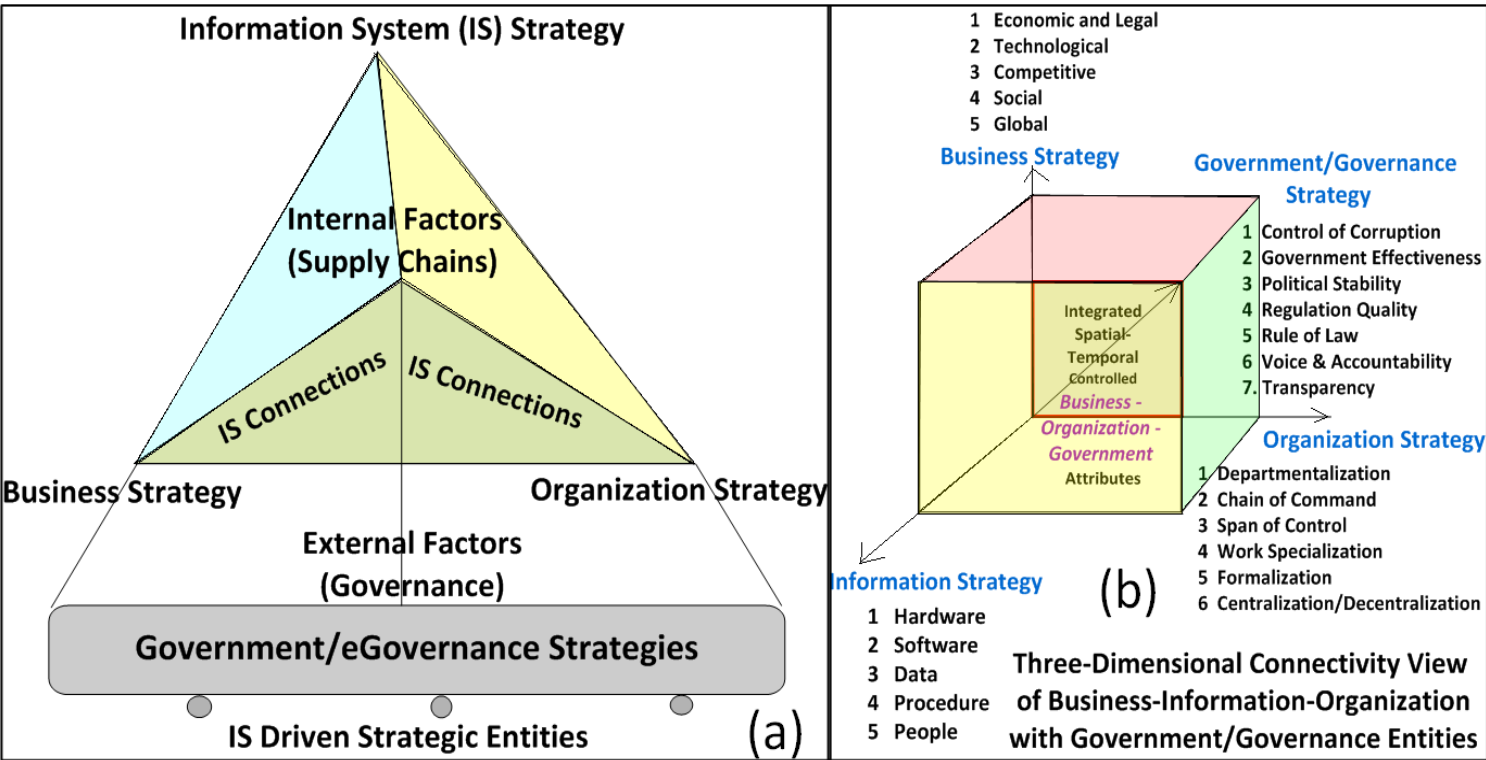 Information System (IS) Strategy
Internal Factors
(Supply Chains)
IS Connections
IS Connections
Business Strategy
Organization Strategy
External Factors
(Governance)
Government/eGovernance Strategies
IS Driven Strategic Entities
(a)
1 Economic and Legal
2 Technological
3 Competitive
4 Social
5 Global
Business Strategy
Government/Governance
Strategy
1 Control of Corruption
2 Government Effectiveness
3 Political Stability
4 Regulation Quality
5 Rule of Law
6 Voice & Accountability
7. Transparency
Integrated
Spatial-
Temporal
Controlled
Business -
Organization -
Government
Attributes
Organization Strategy
1 Departmentalization
2 Chain of Command
3 Span of Control
4 Work Specialization
5 Formalization
6 Centralization/Decentralization
Information Strategy
1 Hardware
2 Software
3 Data
4 Procedure
5 People
(b)
Three-Dimensional Connectivity View
of Business-Information-Organization
with Government/Governance Entities